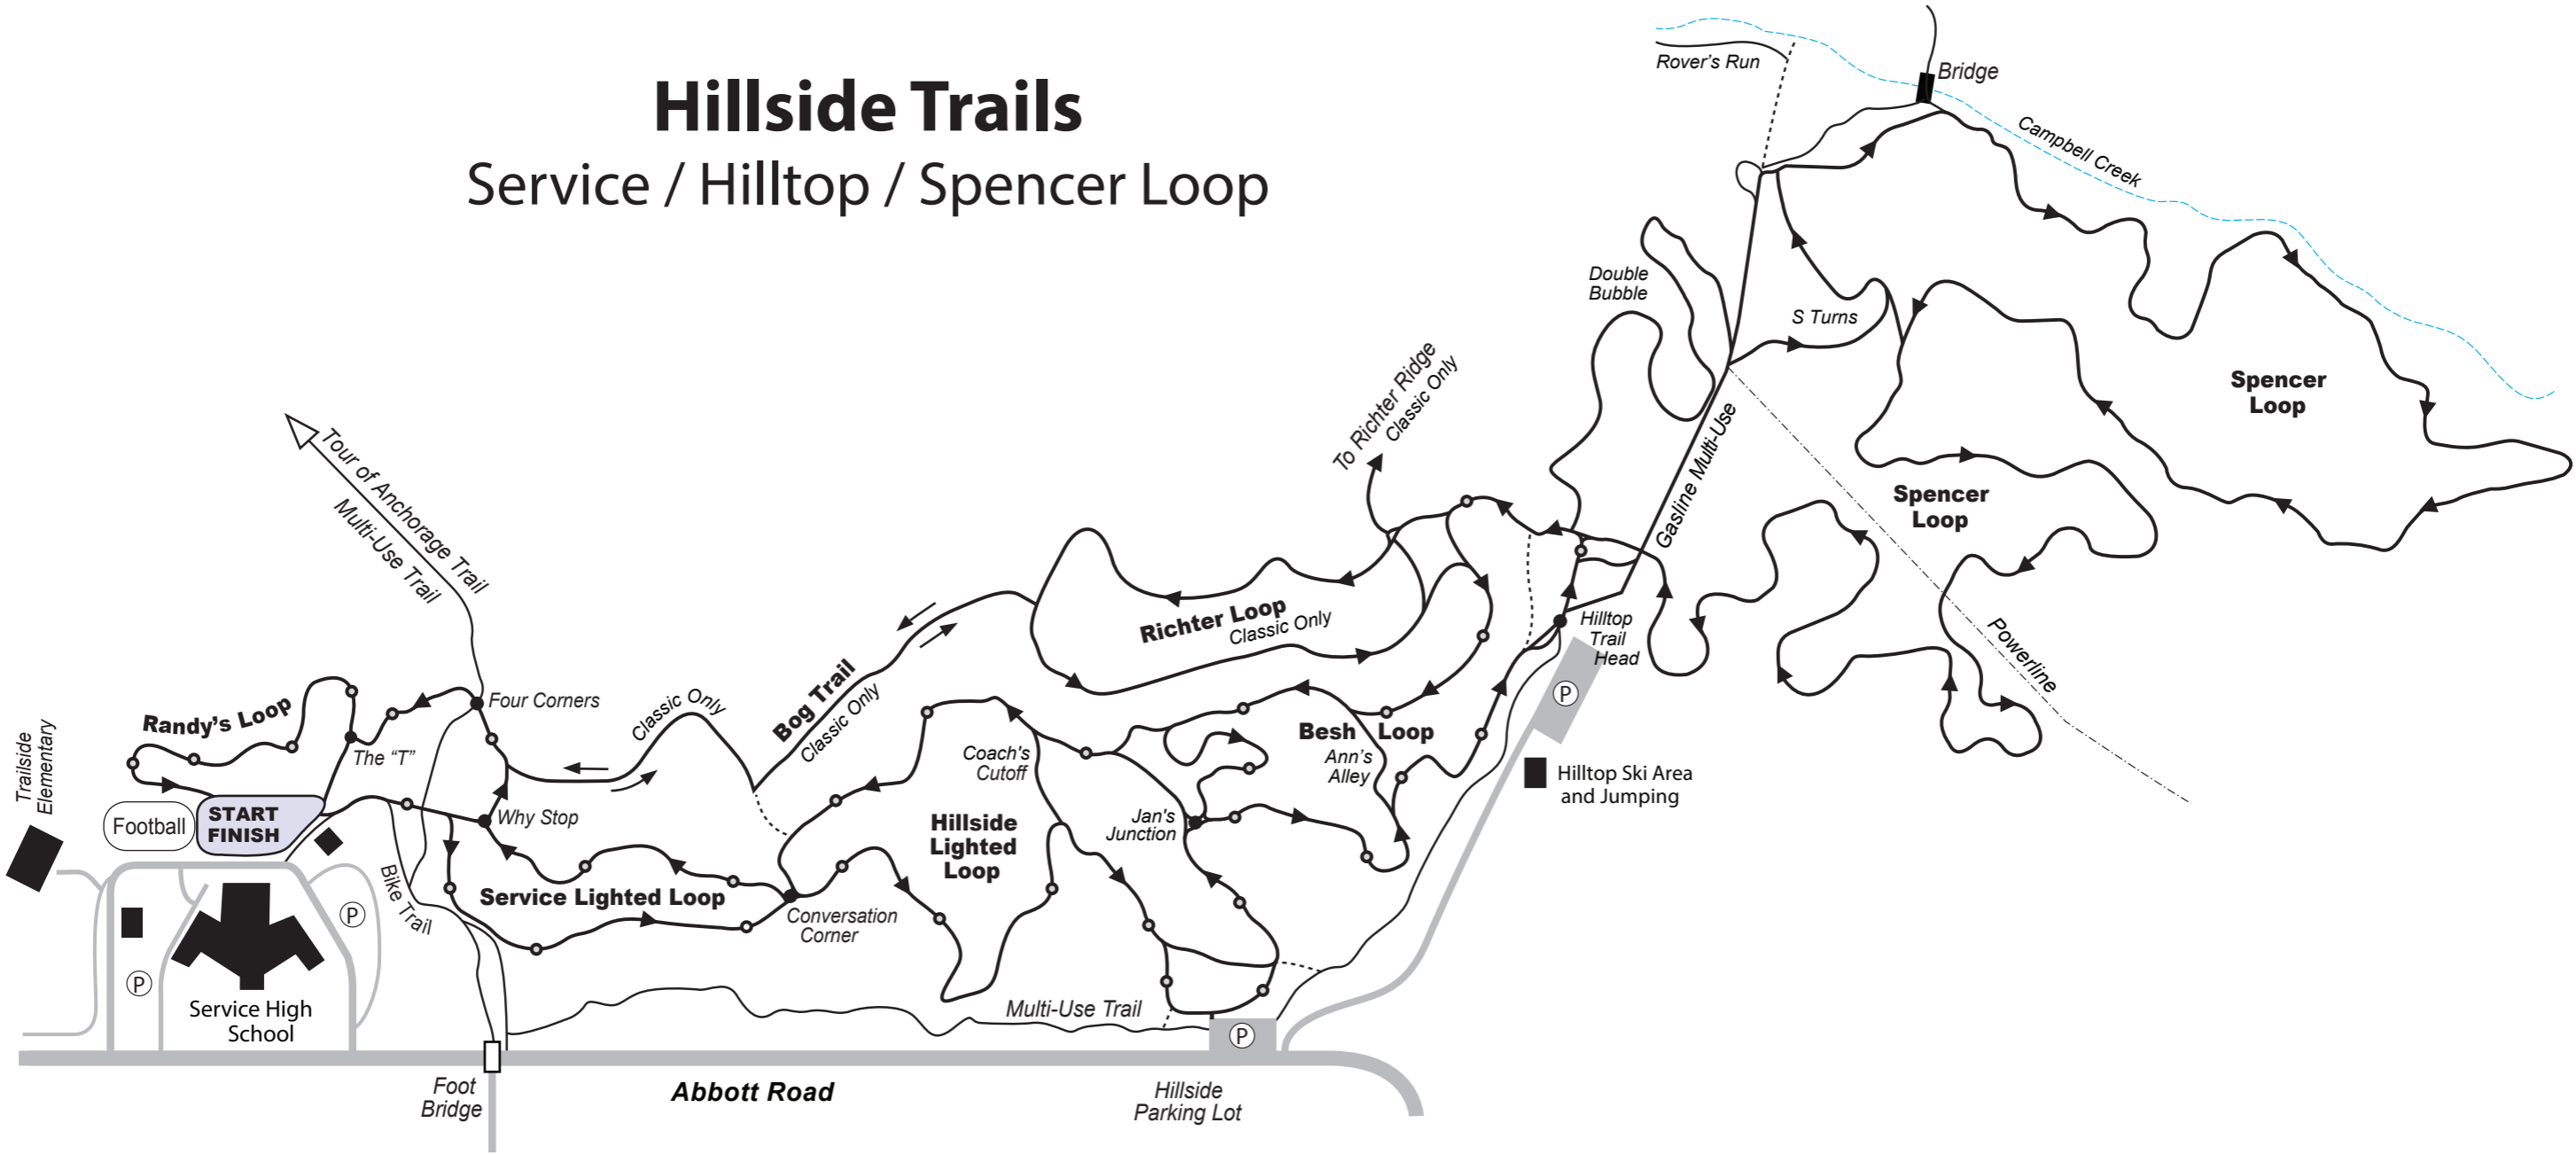 Hillside Trails
Service / Hilltop / Spencer Loop
Rover's Run
Bridge
Campbell Creek
Double
Bubble
S Turns
Spencer
Loop
Spencer
Loop
To Richter Ridge
Classic Only
Gasline Multi-Use
Powerline
Tour of Anchorage Trail
Multi-Use Trail
Richter Loop
Classic Only
Hilltop
Trail
Head
P
Hilltop Ski Area
and Jumping
Randy's Loop
The “T”
Four Corners
Classic Only
Bog Trail
Classic Only
Besh Loop
Ann's
Alley
Coach's
Cutoff
Jan's
Junction
Hillside
Lighted
Loop
Trailside
Elementary
Football
START
FINISH
Why Stop
Service Lighted Loop
Conversation
Corner
Bike Trail
P
P
Service High
School
Multi-Use Trail
P
Foot
Bridge
Abbott Road
Hillside
Parking Lot